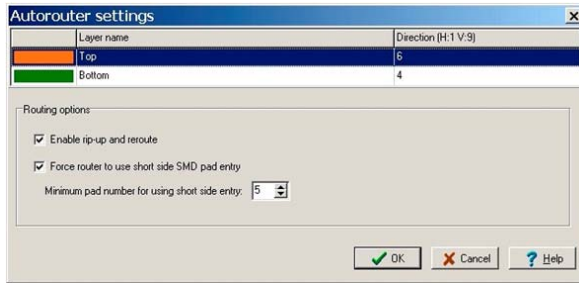 Autorouter settings
Layer name Direction (H:1 V:9)
Top 6
Bottom 4
Routing options
Enable rip-up and reroute
Force router to use short side SMD pad entry
Minimum pad number for using short side entry: 5
OK Cancel ? Help